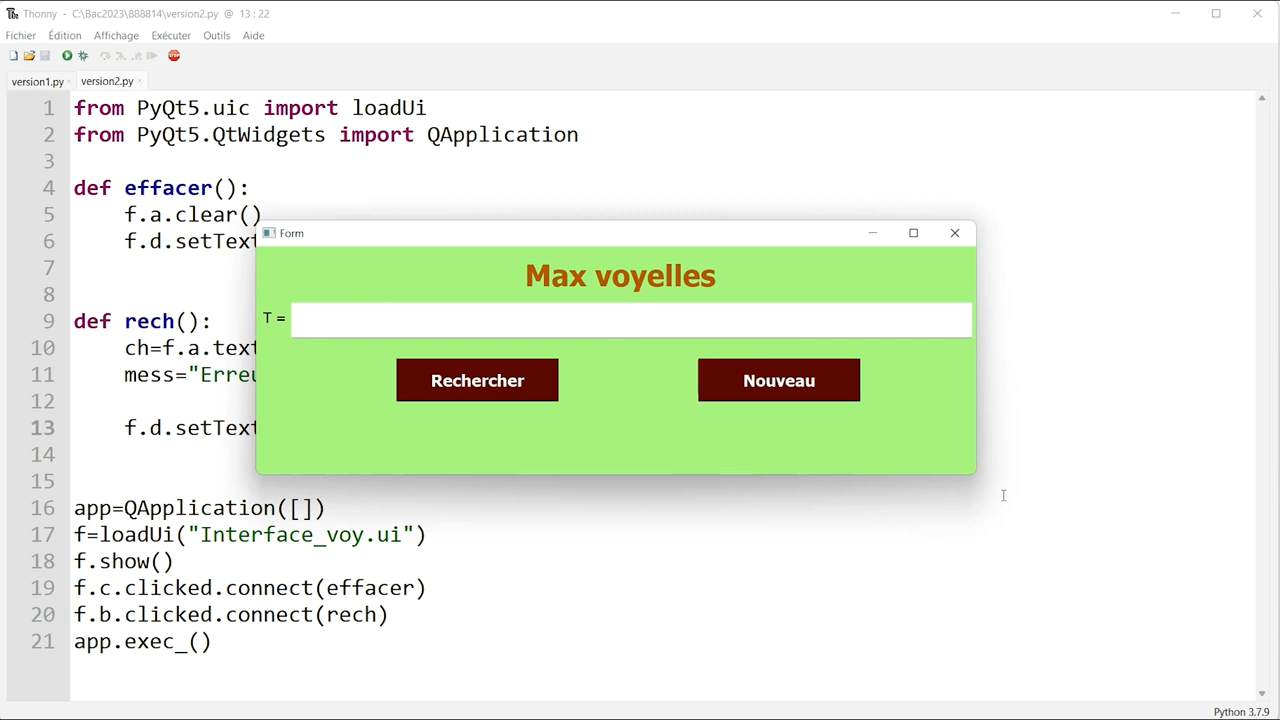 Thonny - C:\Bac2023\888814\version2.py @ 13 : 22
Fichier Édition Affichage Exécuter Outils Aide
STOP
version1.py × version2.py ×
1 from PyQt5.uic import loadUi
2 from PyQt5.QtWidgets import QApplication
3
4 def effacer():
5 f.a.clear()
6 f.d.setText
7
8
9 def rech():
10 ch=f.a.text
11 mess="Erreu
12
13 f.d.setText
14
15
16 app=QApplication([])
17 f=loadUi("Interface_voy.ui")
18 f.show()
19 f.c.clicked.connect(effacer)
20 f.b.clicked.connect(rech)
21 app.exec_()
Form
Max voyelles
T =
Rechercher Nouveau
Python 3.7.9